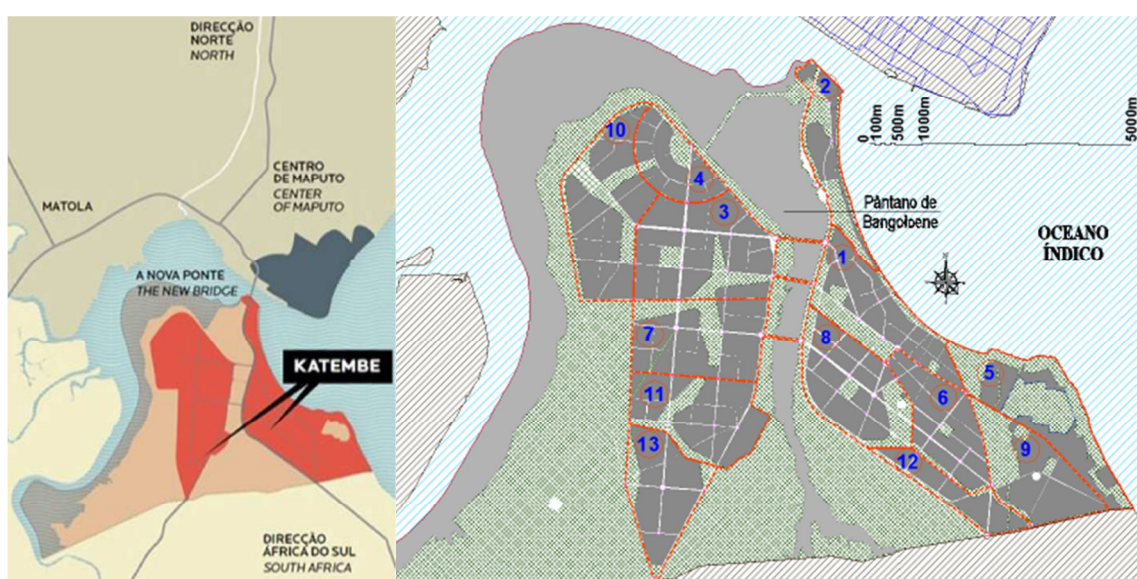 DIRECÇÃO
NORTE
NORTH
CENTRO
DE MAPUTO
CENTER
OF MAPUTO
MATOLA
A NOVA PONTE
THE NEW BRIDGE
KATEMBE
DIRECÇÃO
ÁFRICA DO SUL
SOUTH AFRICA
2
0
100m
500m
1000m
5000m
10
4
3
Pântano de
Bangoloene
OCEANO
ÍNDICO
N
1
7
8
5
11
6
13
12
9